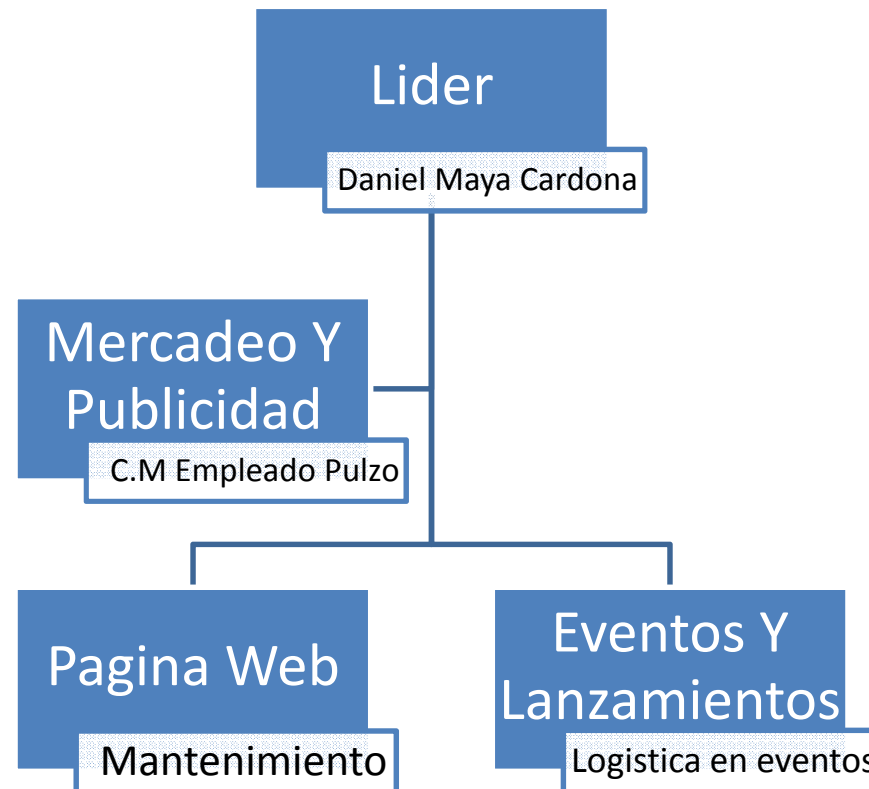 Lider
Daniel Maya Cardona
Mercadeo Y
Publicidad
C.M Empleado Pulzo
Pagina Web
Mantenimiento
Eventos Y
Lanzamientos
Logistica en eventos